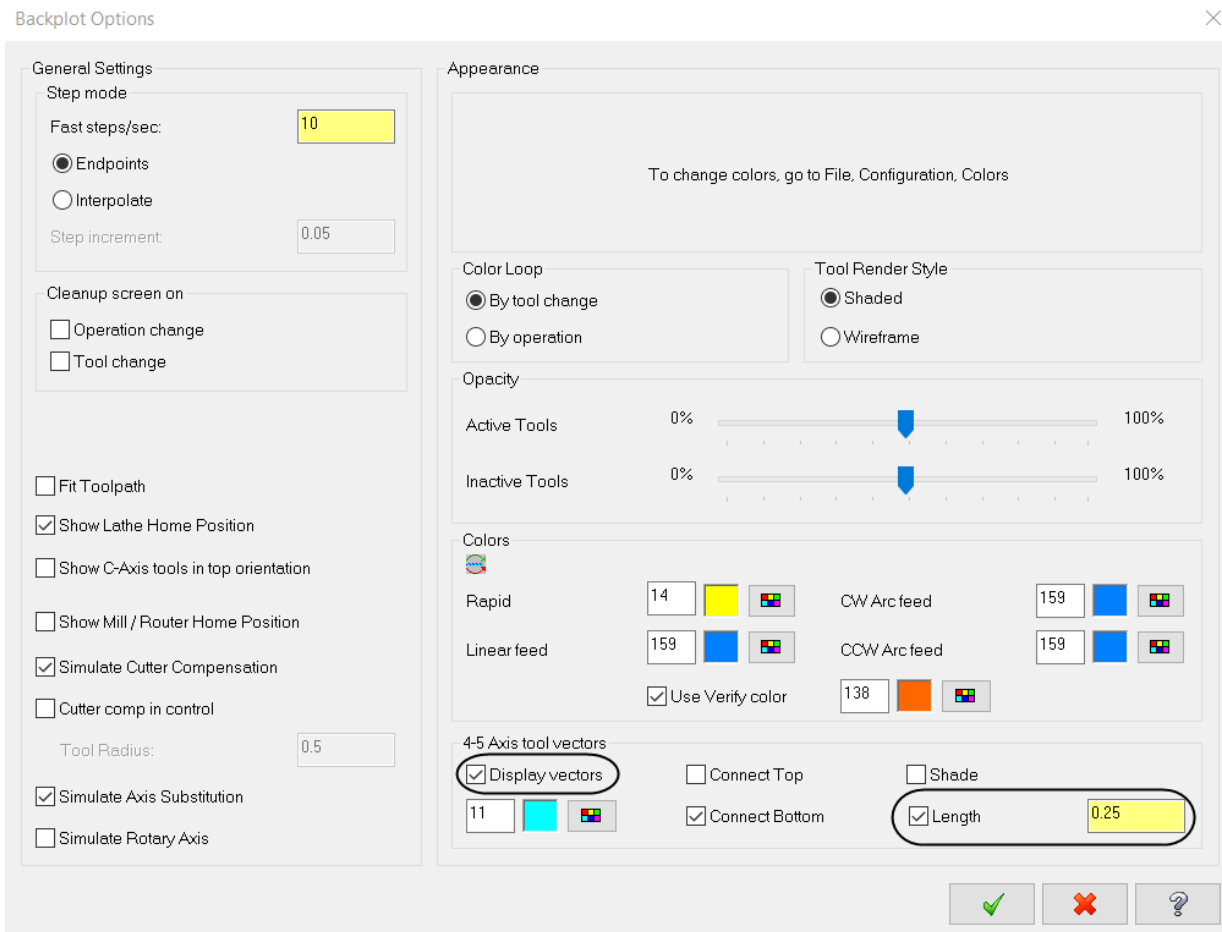 Backplot Options
General Settings
Step mode
Fast steps/sec: 10
Endpoints
Interpolate
Step increment: 0.05
Cleanup screen on
Operation change
Tool change
Fit Toolpath
Show Lathe Home Position
Show C-Axis tools in top orientation
Show Mill / Router Home Position
Simulate Cutter Compensation
Cutter comp in control
Tool Radius: 0.5
Simulate Axis Substitution
Simulate Rotary Axis
Appearance
To change colors, go to File, Configuration, Colors
Color Loop
By tool change
By operation
Tool Render Style
Shaded
Wireframe
Opacity
Active Tools 0% 100%
Inactive Tools 0% 100%
Colors
Rapid 14 CW Arc feed 159
Linear feed 159 CCW Arc feed 159
Use Verify color 138
4-5 Axis tool vectors
Display vectors Connect Top Shade
11 Connect Bottom Length 0.25
?